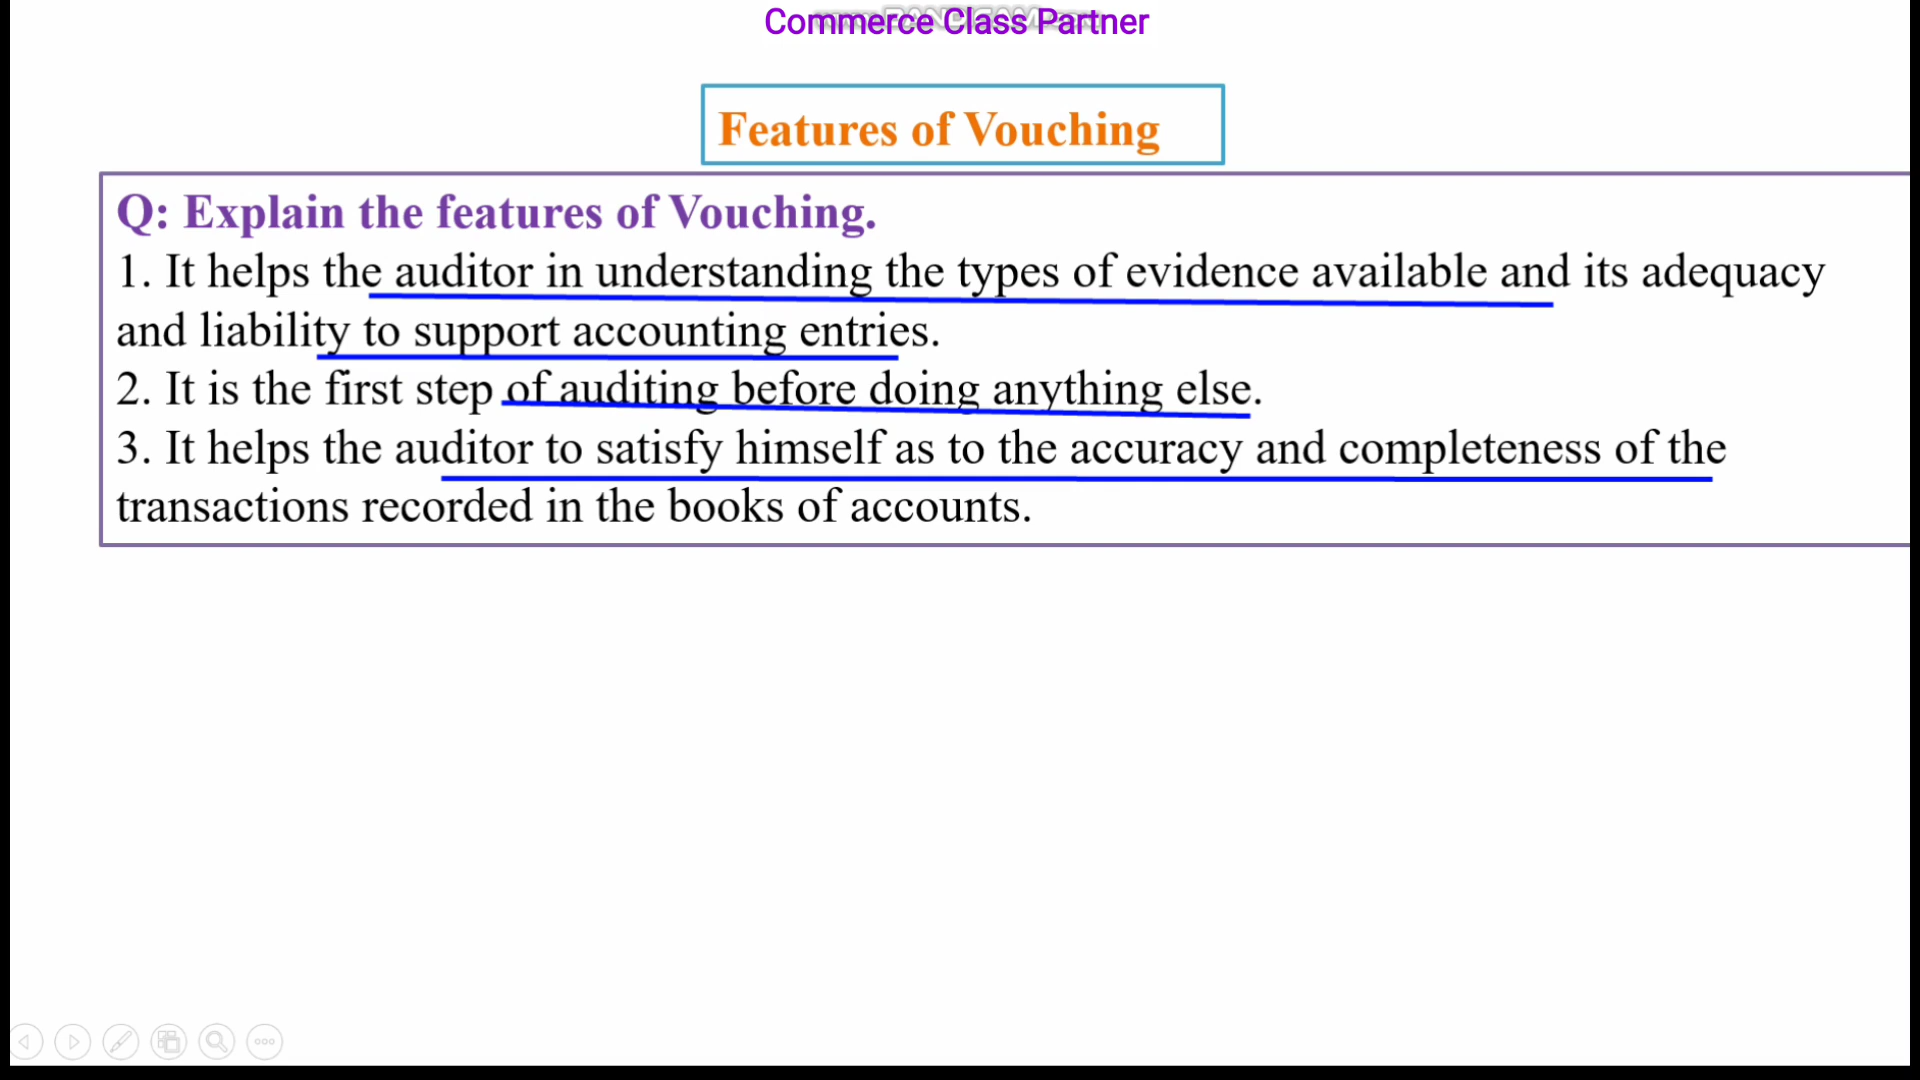 Commerce Class Partner
Features of Vouching
Q: Explain the features of Vouching.
1. It helps the auditor in understanding the types of evidence available and its adequacy
and liability to support accounting entries.
2. It is the first step of auditing before doing anything else.
3. It helps the auditor to satisfy himself as to the accuracy and completeness of the
transactions recorded in the books of accounts.